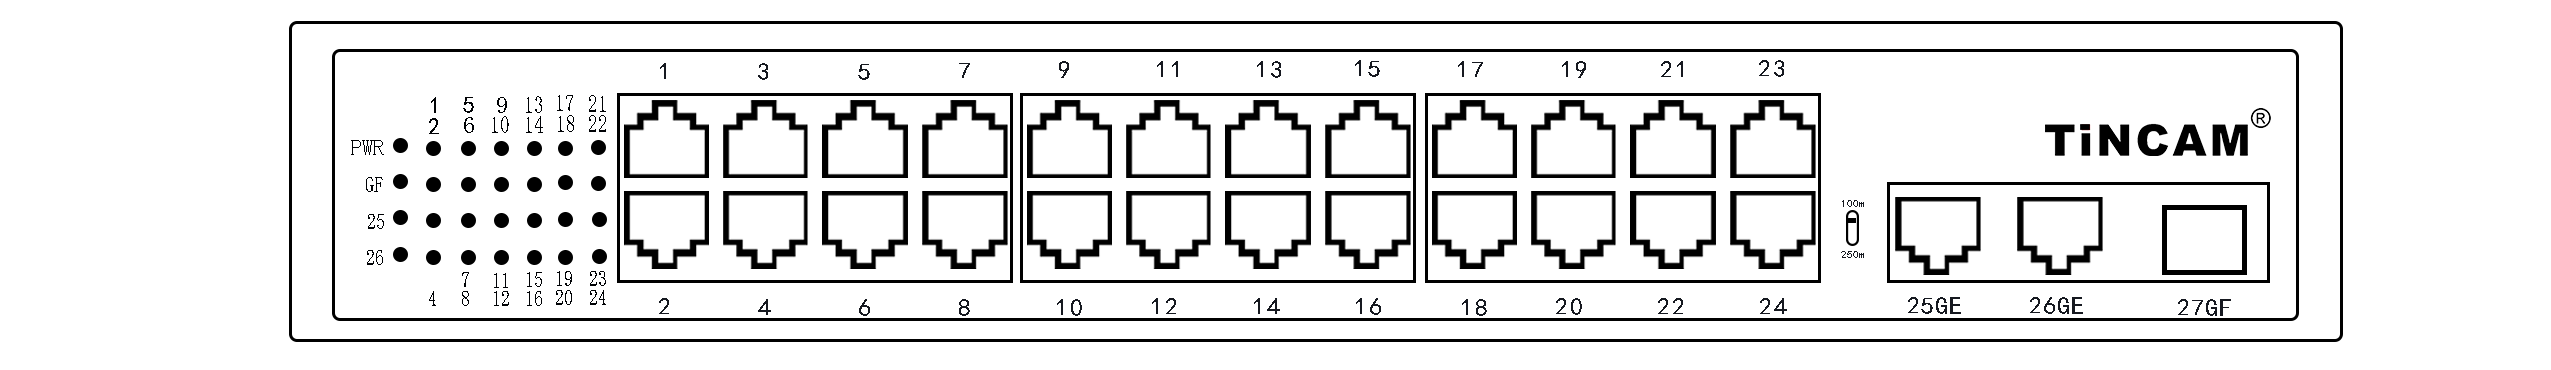 1 3 5 7 9 11 13 15 17 19 21 23
1 5 9 13 17 21
2 6 10 14 18 22
PWR
GF
25
26
7 11 15 19 23
4 8 12 16 20 24
TiNCAM®
100m
250m
2 4 6 8 10 12 14 16 18 20 22 24
25GE 26GE 27GF